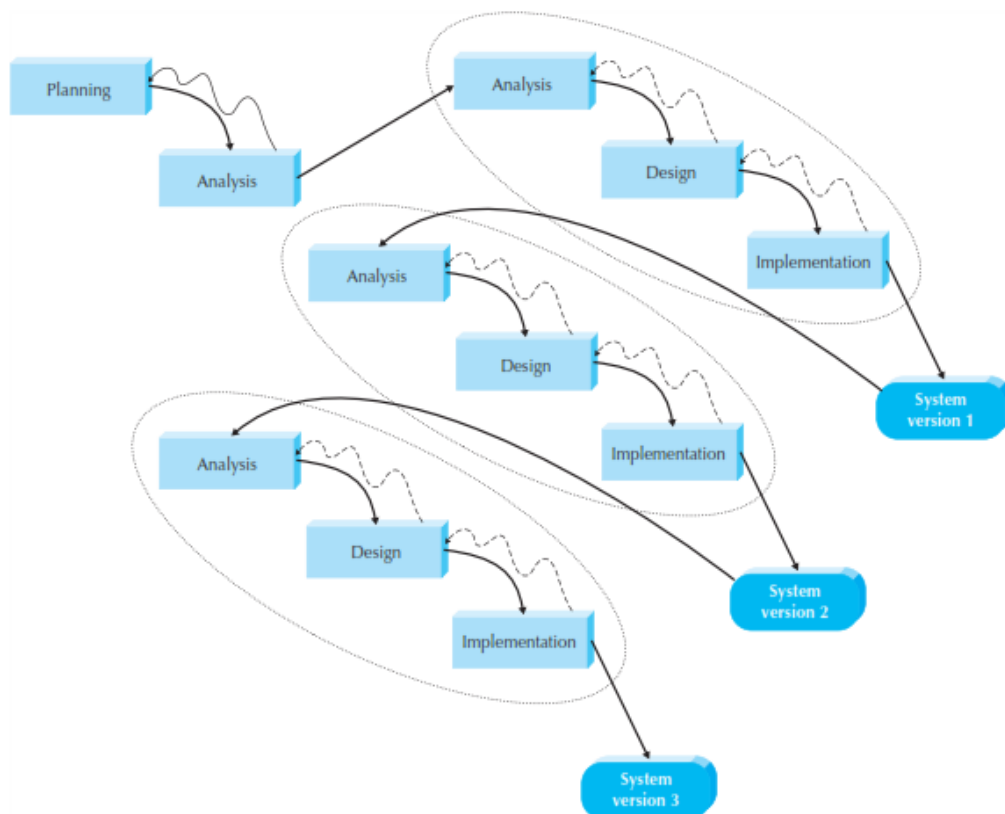 Planning
Analysis
Analysis
Design
Implementation
Analysis
Design
Implementation
System
version 1
Analysis
Design
Implementation
System
version 2
System
version 3